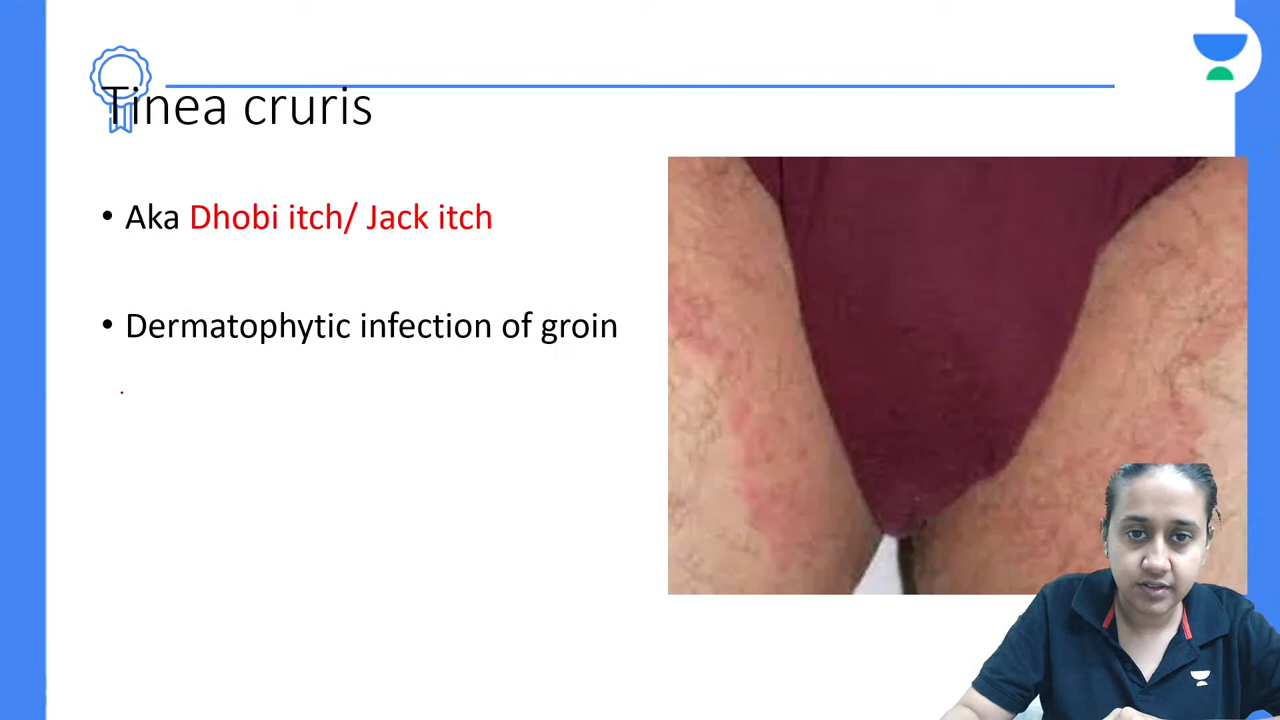 Tinea cruris
• Aka Dhobi itch/ Jack itch
• Dermatophytic infection of groin